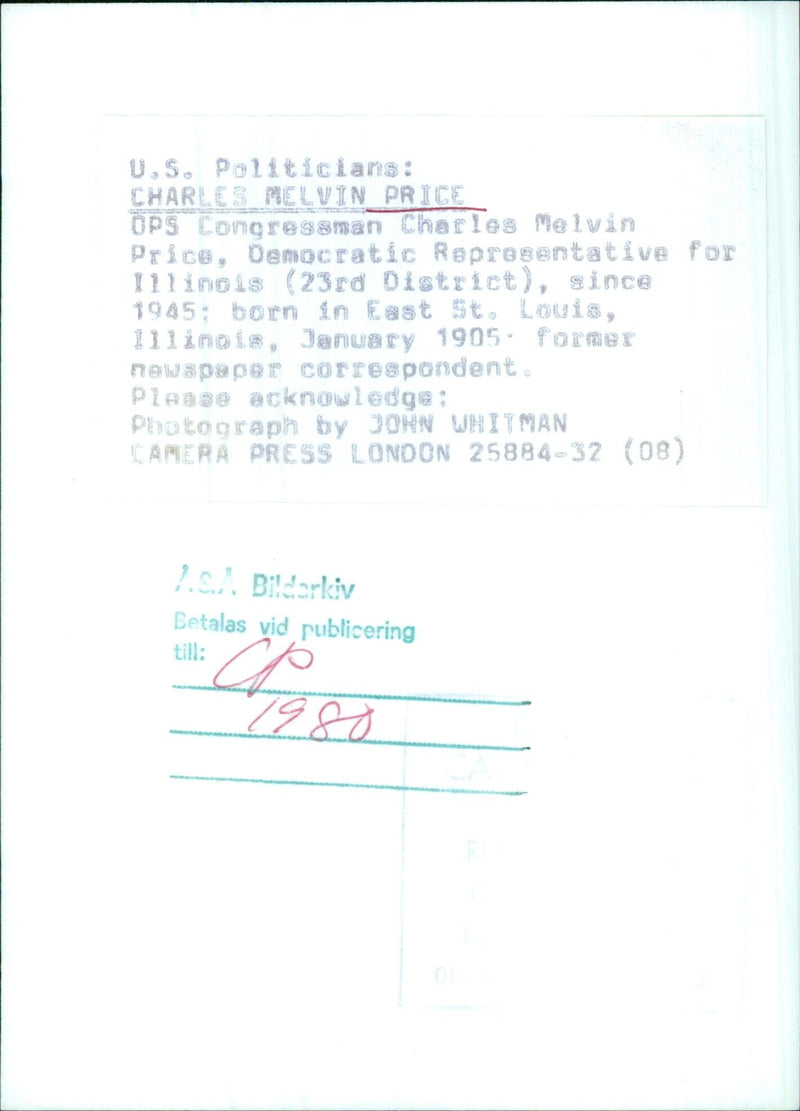 U.S. Politicians:
CHARLES MELVIN PRICE
OPS Congressman Charles Melvin
Price, Democratic Representative for
Illinois (23rd District), since
1945; born in East St. Louis,
Illinois, January 1905. former
newspaper correspondent.
Please acknowledge:
Photograph by JOHN WHITMAN
CAMERA PRESS LONDON 25884-32 (08)
Å.&Å. Bildarkiv
Betalas vid publicering
till: CP
1980